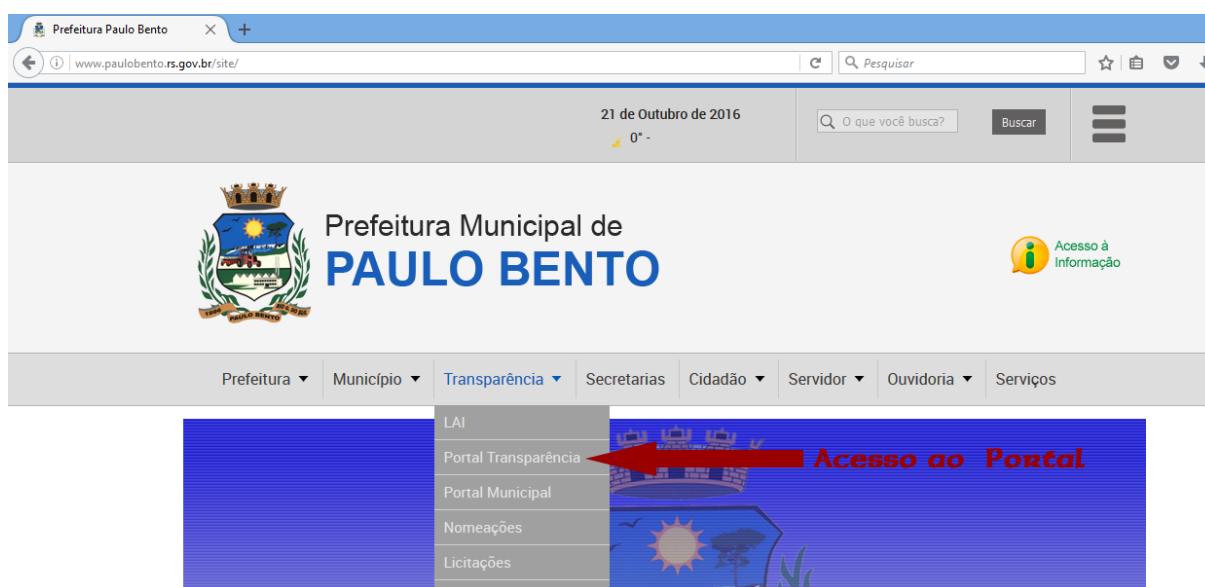 Prefeitura Paulo Bento
www.paulobento.rs.gov.br/site/
Pesquisar
21 de Outubro de 2016
0° -
O que você busca?
Buscar
Prefeitura Municipal de
PAULO BENTO
Acesso à
Informação
PAULO BENTO
Prefeitura Município Transparência Secretarias Cidadão Servidor Ouvidoria Serviços
LAI
Portal Transparência
Acesso ao Portal
Portal Municipal
Nomeações
Licitações